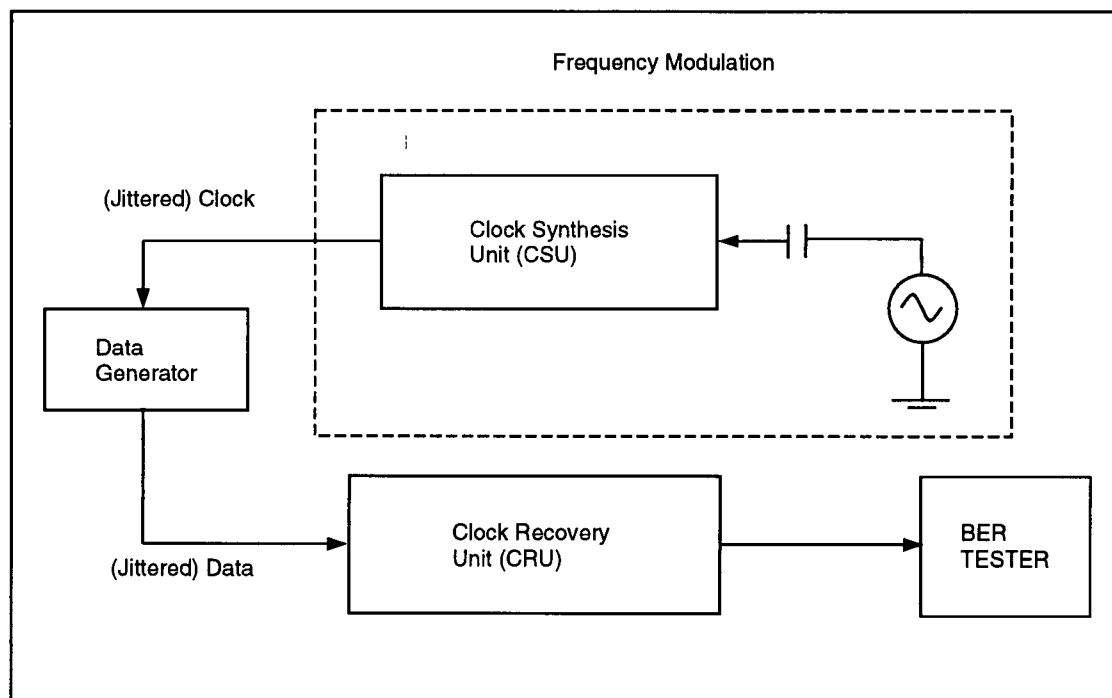 Frequency Modulation
(Jittered) Clock
Clock Synthesis
Unit (CSU)
Data
Generator
(Jittered) Data
Clock Recovery
Unit (CRU)
BER
TESTER